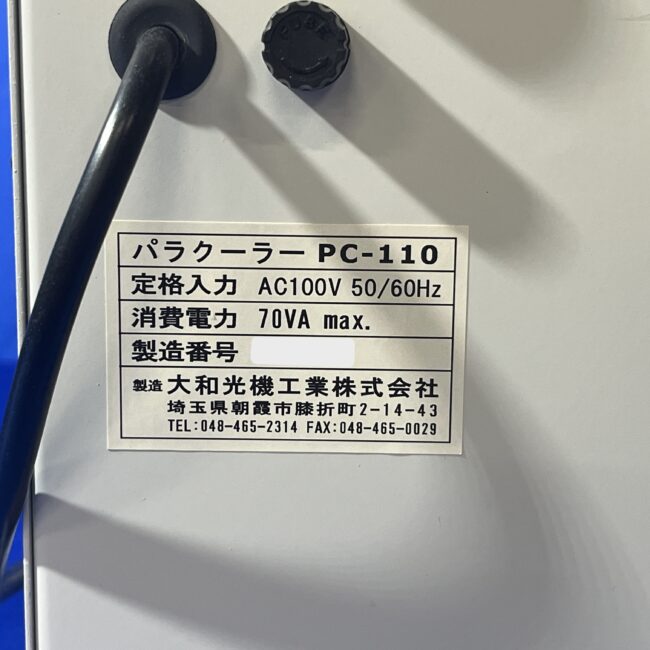 FUSE
パラクーラー PC-110
定格入力 AC100V 50/60Hz
消費電力 70VA max.
製造番号
製造 大和光機工業株式会社
埼玉県朝霞市膝折町2-14-43
TEL:048-465-2314 FAX:048-465-0029